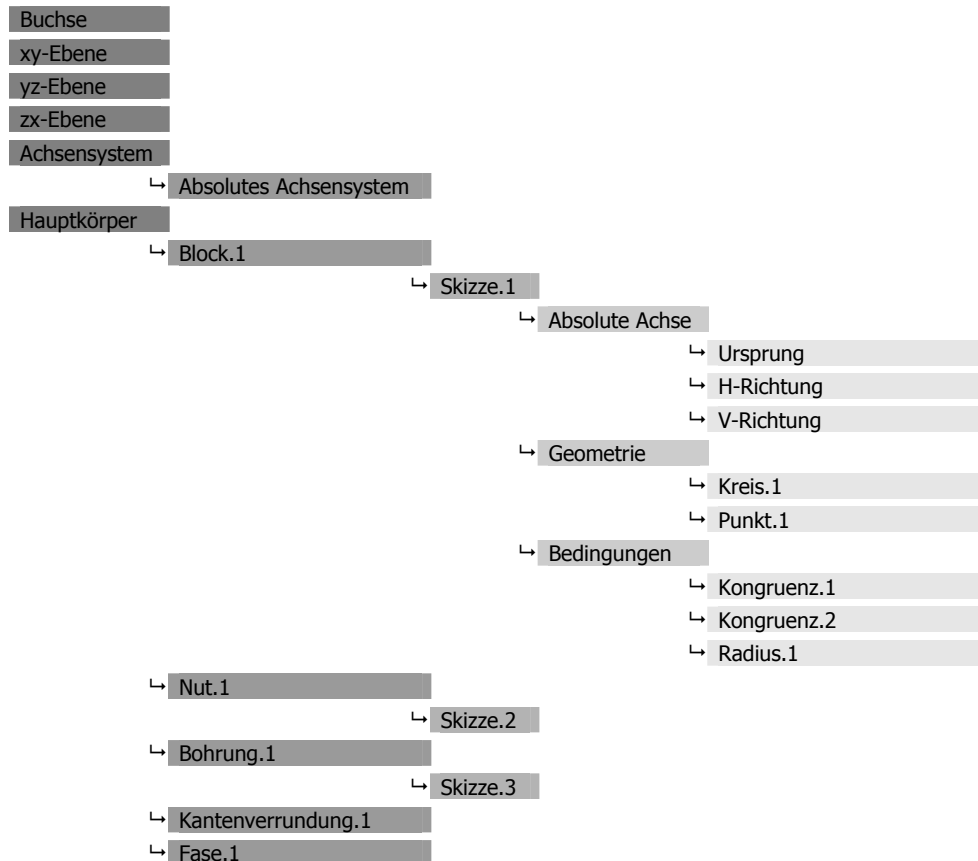 Buchse
xy-Ebene
yz-Ebene
zx-Ebene
Achsensystem
Absolutes Achsensystem
Hauptkörper
Block.1
Skizze.1
Absolute Achse
Ursprung
H-Richtung
V-Richtung
Geometrie
Kreis.1
Punkt.1
Bedingungen
Kongruenz.1
Kongruenz.2
Radius.1
Nut.1
Skizze.2
Bohrung.1
Skizze.3
Kantenverrundung.1
Fase.1